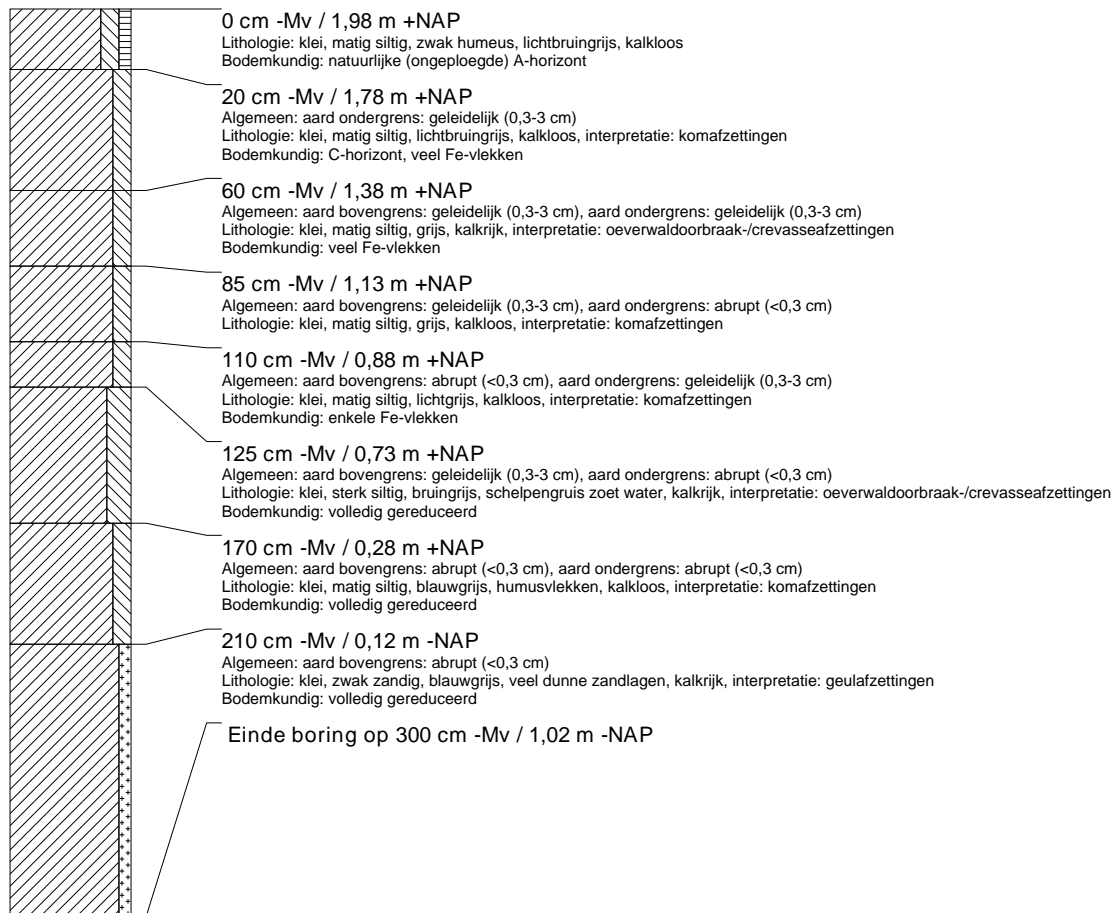 0 cm -Mv / 1,98 m +NAP
Lithologie: klei, matig siltig, zwak humeus, lichtbruingrijs, kalkloos
Bodemkundig: natuurlijke (ongeploegde) A-horizont
20 cm -Mv / 1,78 m +NAP
Algemeen: aard ondergrens: geleidelijk (0,3-3 cm)
Lithologie: klei, matig siltig, lichtbruingrijs, kalkloos, interpretatie: komafzettingen
Bodemkundig: C-horizont, veel Fe-vlekken
60 cm -Mv / 1,38 m +NAP
Algemeen: aard bovengrens: geleidelijk (0,3-3 cm), aard ondergrens: geleidelijk (0,3-3 cm)
Lithologie: klei, matig siltig, grijs, kalkrijk, interpretatie: oeverwaldoorbraak-/crevasseafzettingen
Bodemkundig: veel Fe-vlekken
85 cm -Mv / 1,13 m +NAP
Algemeen: aard bovengrens: geleidelijk (0,3-3 cm), aard ondergrens: abrupt (<0,3 cm)
Lithologie: klei, matig siltig, grijs, kalkloos, interpretatie: komafzettingen
110 cm -Mv / 0,88 m +NAP
Algemeen: aard bovengrens: abrupt (<0,3 cm), aard ondergrens: geleidelijk (0,3-3 cm)
Lithologie: klei, matig siltig, lichtgrijs, kalkloos, interpretatie: komafzettingen
Bodemkundig: enkele Fe-vlekken
125 cm -Mv / 0,73 m +NAP
Algemeen: aard bovengrens: geleidelijk (0,3-3 cm), aard ondergrens: abrupt (<0,3 cm)
Lithologie: klei, sterk siltig, bruingrijs, schelpengruis zoet water, kalkrijk, interpretatie: oeverwaldoorbraak-/crevasseafzettingen
Bodemkundig: volledig gereduceerd
170 cm -Mv / 0,28 m +NAP
Algemeen: aard bovengrens: abrupt (<0,3 cm), aard ondergrens: abrupt (<0,3 cm)
Lithologie: klei, matig siltig, blauwgrijs, humusvlekken, kalkloos, interpretatie: komafzettingen
Bodemkundig: volledig gereduceerd
210 cm -Mv / 0,12 m -NAP
Algemeen: aard bovengrens: abrupt (<0,3 cm)
Lithologie: klei, zwak zandig, blauwgrijs, veel dunne zandlagen, kalkrijk, interpretatie: geulafzettingen
Bodemkundig: volledig gereduceerd
Einde boring op 300 cm -Mv / 1,02 m -NAP